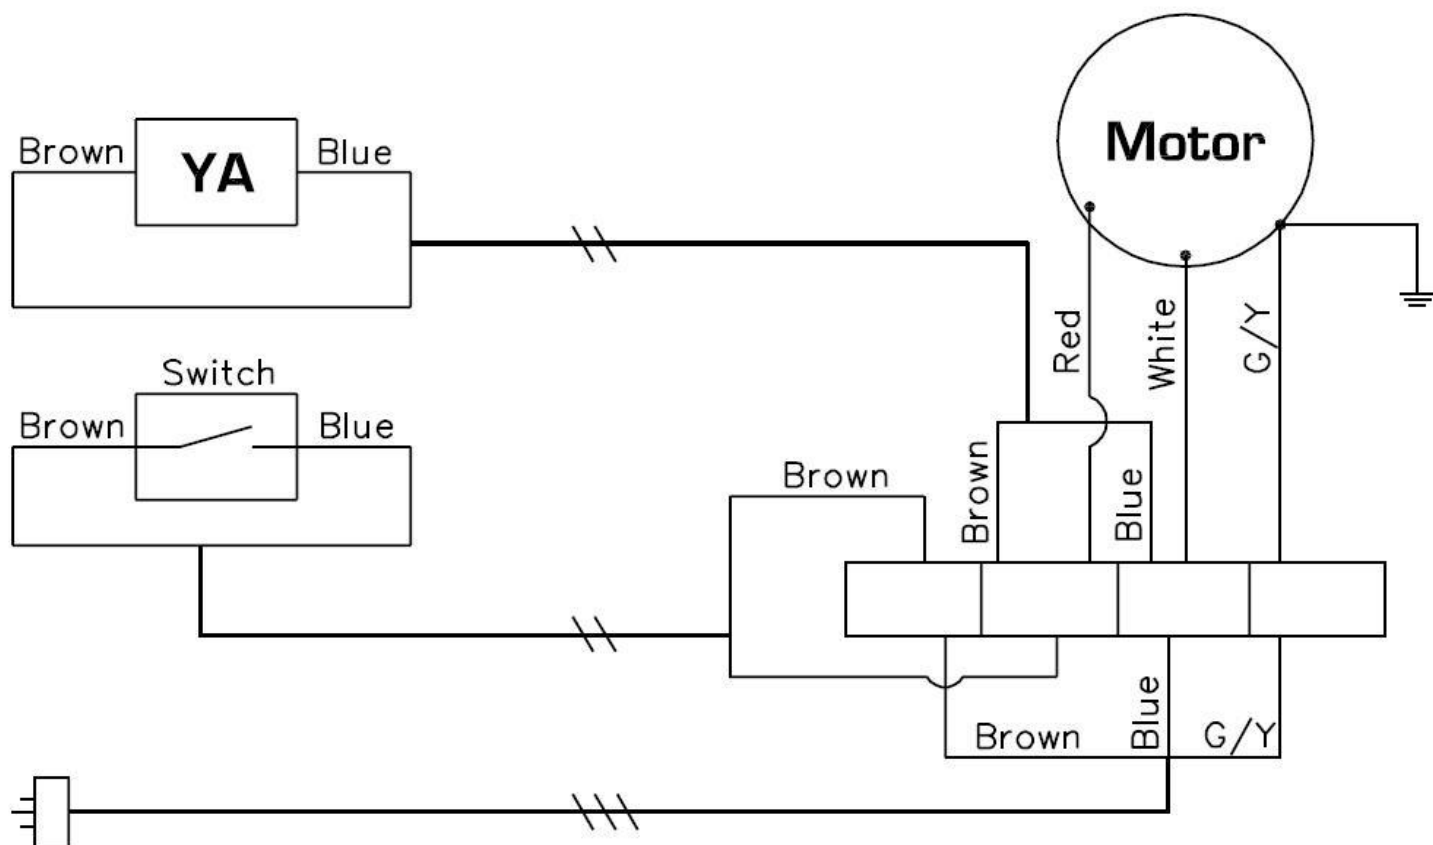 Motor
Brown
YA
Blue
Red
White
G/Y
Switch
Brown
Blue
Brown
Brown
Blue
Brown
Blue
G/Y